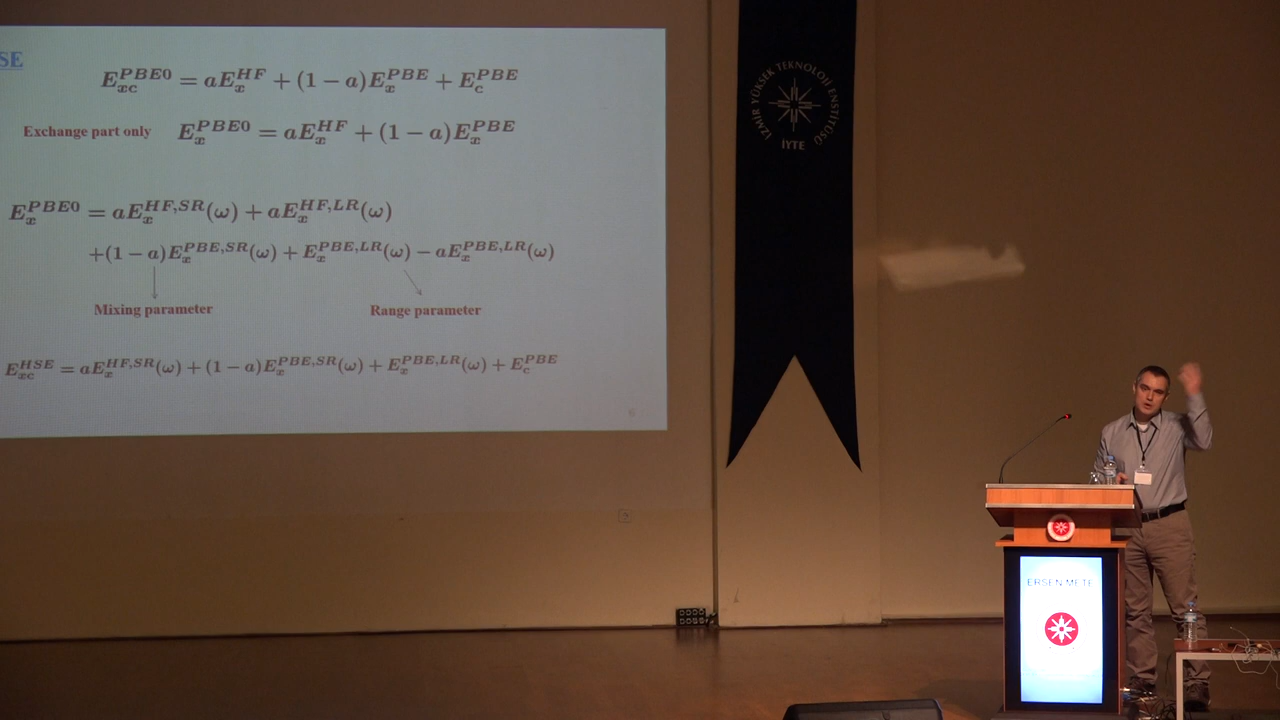 SE
E_{xc}^{PBE0} = aE_x^{HF} + (1 − a)E_x^{PBE} + E_c^{PBE}
Exchange part only E_x^{PBE0} = aE_x^{HF} + (1 − a)E_x^{PBE}
E_x^{PBE0} = aE_x^{HF,SR}(ω) + aE_x^{HF,LR}(ω)
+(1 − a)E_x^{PBE,SR}(ω) + E_x^{PBE,LR}(ω) − aE_x^{PBE,LR}(ω)
Mixing parameter Range parameter
E_{xc}^{HSE} = aE_x^{HF,SR}(ω) + (1 − a)E_x^{PBE,SR}(ω) + E_x^{PBE,LR}(ω) + E_c^{PBE}
İZMİR YÜKSEK TEKNOLOJİ ENSTİTÜSÜ
İYTE
ERSEN METE